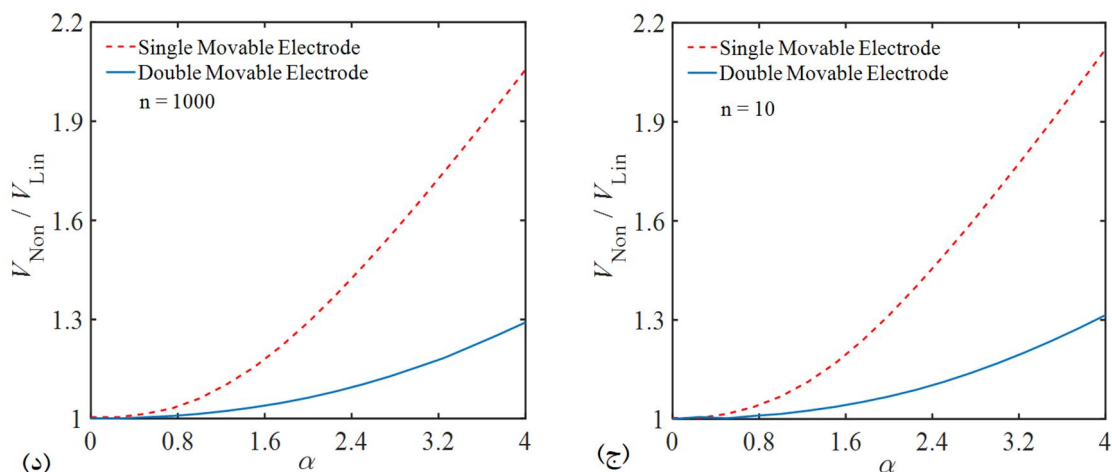 2.2
Single Movable Electrode
Double Movable Electrode
n = 1000
1.9
1.6
1.3
1
V_Non / V_Lin
0 0.8 1.6 2.4 3.2 4
α
(د)
2.2
Single Movable Electrode
Double Movable Electrode
n = 10
1.9
1.6
1.3
1
V_Non / V_Lin
0 0.8 1.6 2.4 3.2 4
α
(ج)